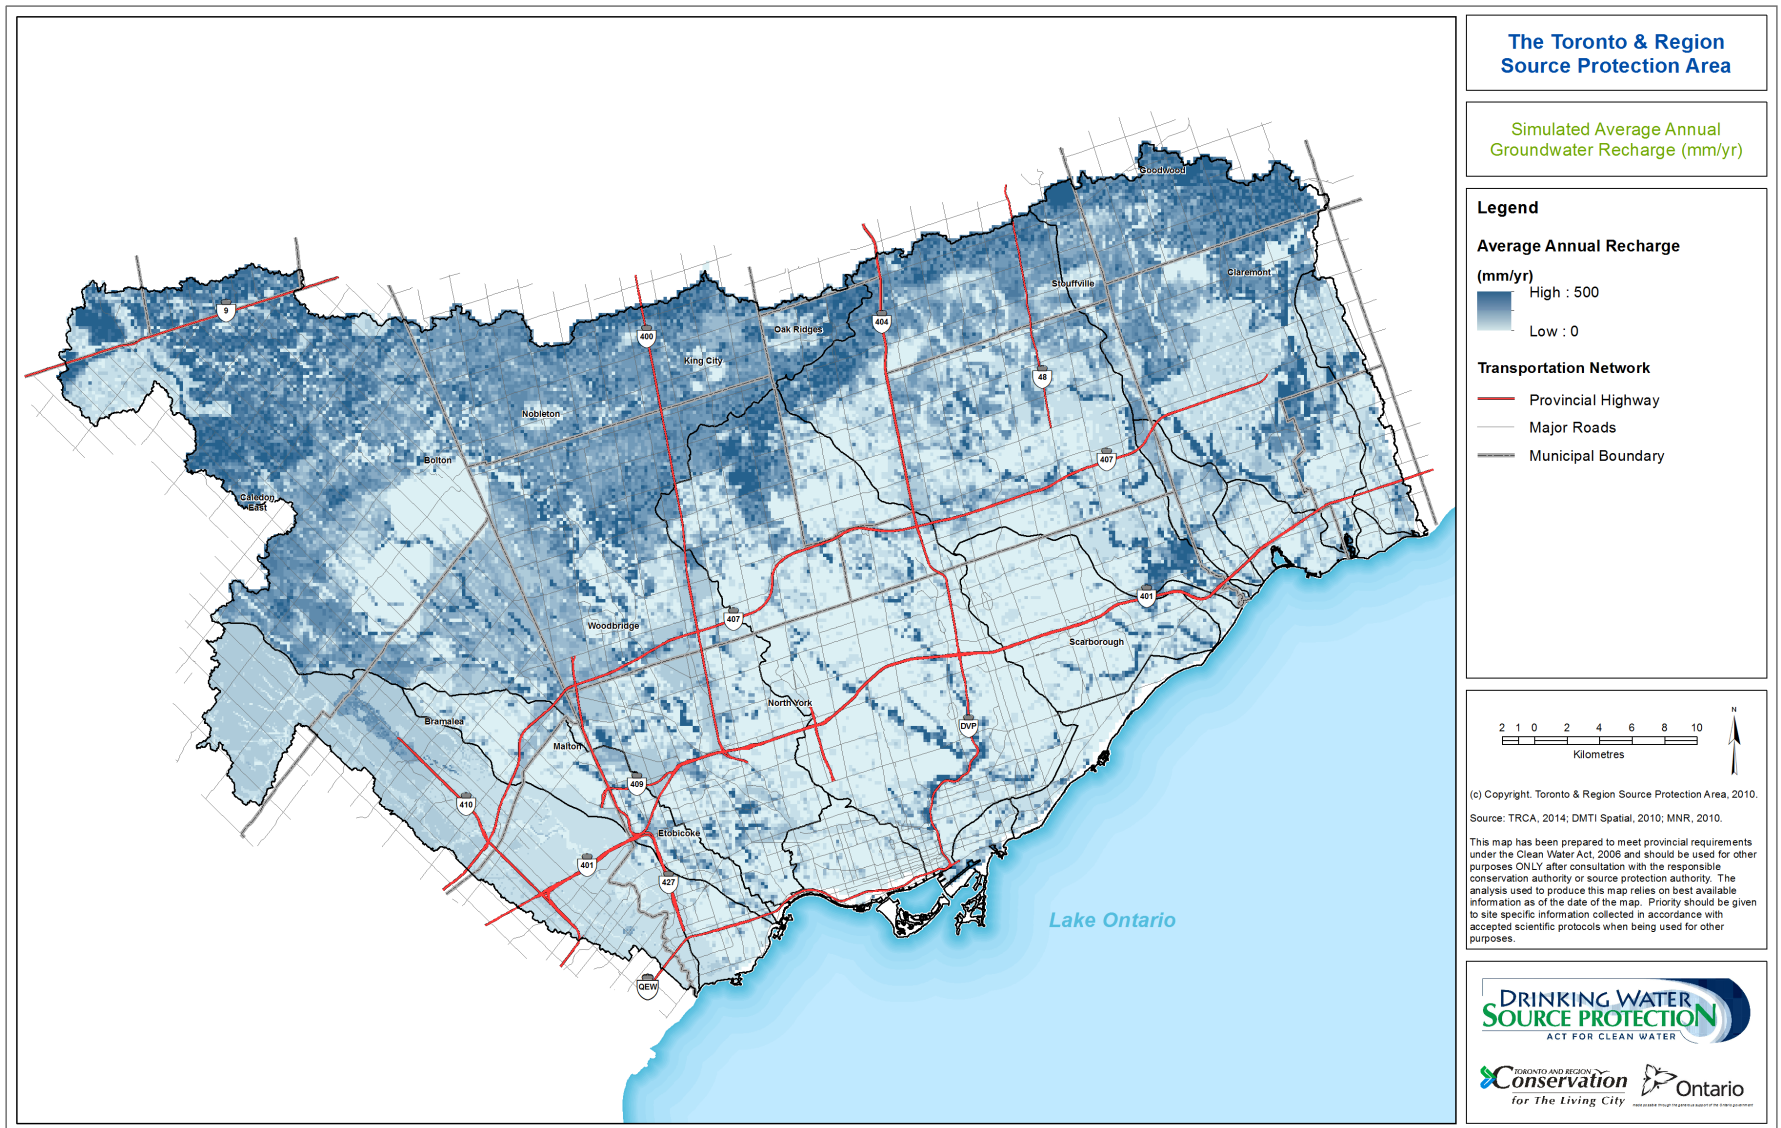 The Toronto & Region
Source Protection Area
Simulated Average Annual
Groundwater Recharge (mm/yr)
Legend
Average Annual Recharge
(mm/yr)
High : 500
Low : 0
Transportation Network
Provincial Highway
Major Roads
Municipal Boundary
2 1 0 2 4 6 8 10
Kilometres
N
(c) Copyright. Toronto & Region Source Protection Area, 2010.
Source: TRCA, 2014; DMTI Spatial, 2010; MNR, 2010.
This map has been prepared to meet provincial requirements
under the Clean Water Act, 2006 and should be used for other
purposes ONLY after consultation with the responsible
conservation authority or source protection authority. The
analysis used to produce this map relies on best available
information as of the date of the map. Priority should be given
to site specific information collected in accordance with
accepted scientific protocols when being used for other
purposes.
DRINKING WATER
SOURCE PROTECTION
ACT FOR CLEAN WATER
TORONTO AND REGION
Conservation
for The Living City
Ontario
Goodwood
Claremont
Stouffville
9
404
Oak Ridges
400
King City
48
Nobleton
Bolton
407
Caledon
East
401
407
Woodbridge
Scarborough
North York
Bramalea
DVP
Malton
409
410
Etobicoke
401
427
Lake Ontario
QEW